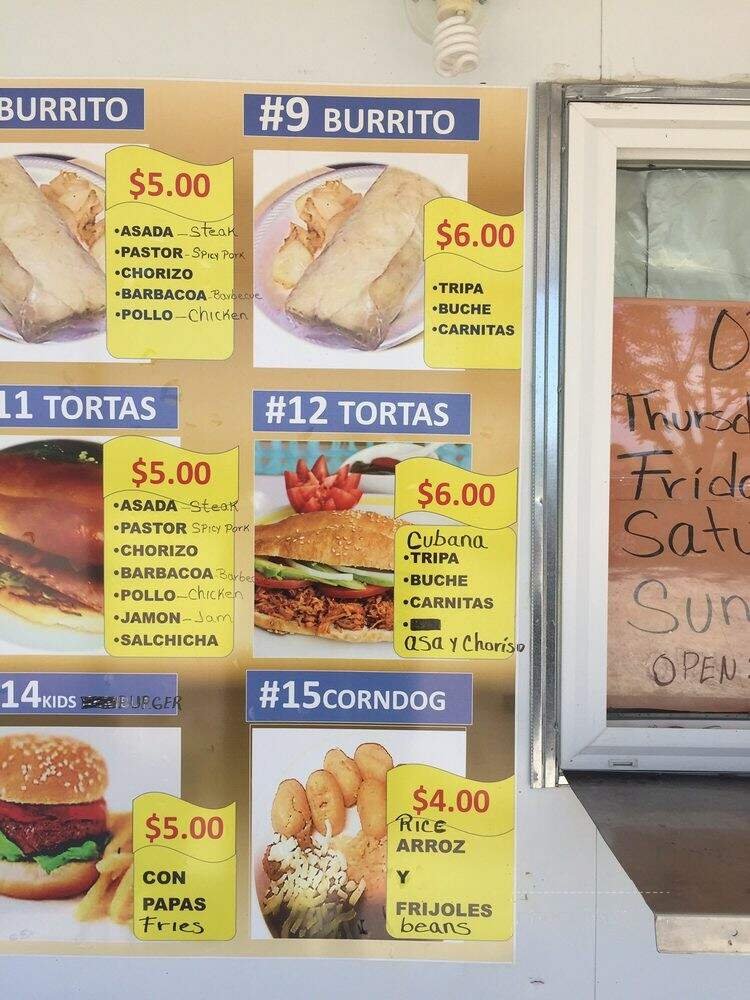 BURRITO
$5.00
•ASADA - Steak
•PASTOR - SPICY Pork
•CHORIZO
•BARBACOA - Barbecue
•POLLO - Chicken
#9 BURRITO
$6.00
•TRIPA
•BUCHE
•CARNITAS
11 TORTAS
$5.00
•ASADA - Steak
•PASTOR SPICY Pork
•CHORIZO
•BARBACOA Barbec
•POLLO - Chicken
•JAMON - Jam
•SALCHICHA
#12 TORTAS
$6.00
Cubana
•TRIPA
•BUCHE
•CARNITAS
•
asa y Choriso
14 KIDS BURGER
$5.00
CON
PAPAS
Fries
#15 CORNDOG
$4.00
RICE
ARROZ
Y
FRIJOLES
beans
Thursd
Frida
Satu
Sun
OPEN